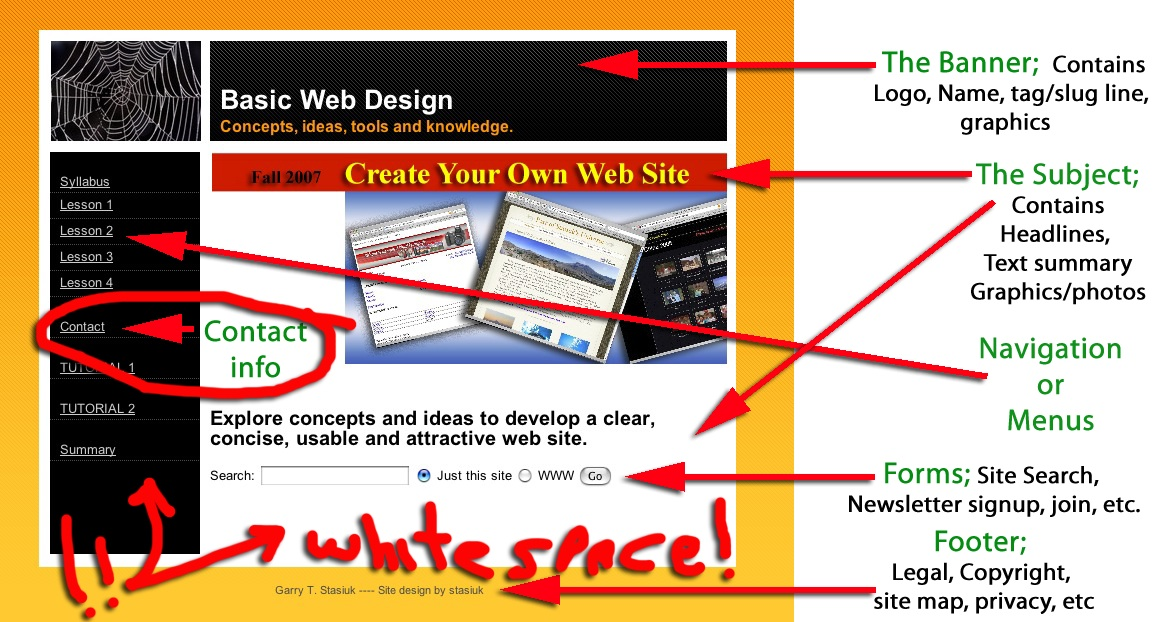 Basic Web Design
Concepts, ideas, tools and knowledge.
Fall 2007 Create Your Own Web Site
Syllabus
Lesson 1
Lesson 2
Lesson 3
Lesson 4
Contact
TUTORIAL 1
TUTORIAL 2
Summary
Contact
info
Explore concepts and ideas to develop a clear,
concise, usable and attractive web site.
Search: Just this site WWW Go
!! white space!
Garry T. Stasiuk ---- Site design by stasiuk
The Banner; Contains
Logo, Name, tag/slug line,
graphics
The Subject;
Contains
Headlines,
Text summary
Graphics/photos
Navigation
or
Menus
Forms; Site Search,
Newsletter signup, join, etc.
Footer;
Legal, Copyright,
site map, privacy, etc